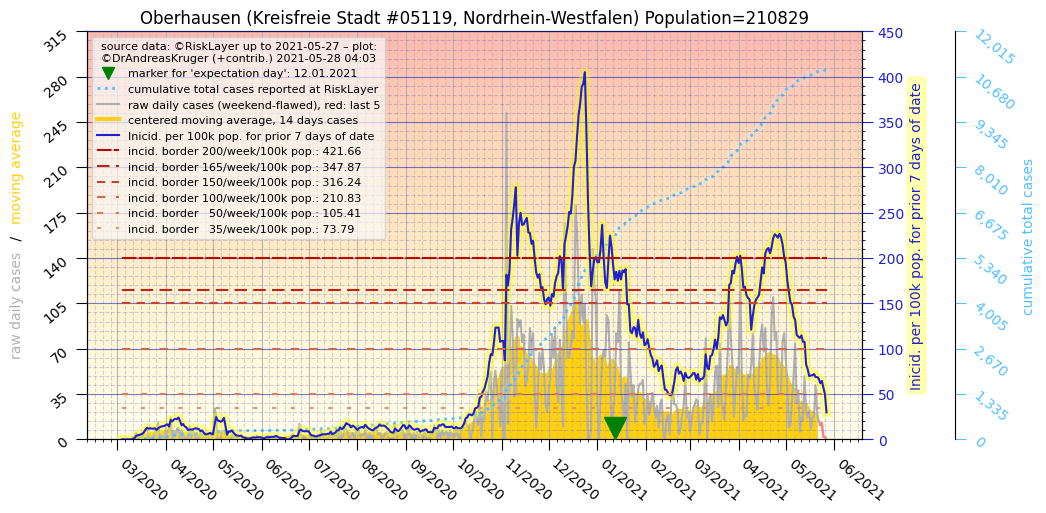 Oberhausen (Kreisfreie Stadt #05119, Nordrhein-Westfalen) Population=210829
source data: ©RiskLayer up to 2021-05-27 – plot:
©DrAndreasKruger (+contrib.) 2021-05-28 04:03
marker for 'expectation day': 12.01.2021
cumulative total cases reported at RiskLayer
raw daily cases (weekend-flawed), red: last 5
centered moving average, 14 days cases
Inicid. per 100k pop. for prior 7 days of date
incid. border 200/week/100k pop.: 421.66
incid. border 165/week/100k pop.: 347.87
incid. border 150/week/100k pop.: 316.24
incid. border 100/week/100k pop.: 210.83
incid. border   50/week/100k pop.: 105.41
incid. border   35/week/100k pop.: 73.79
raw daily cases / moving average
315
280
245
210
175
140
105
70
35
0
450
400
350
300
250
200
150
100
50
0
Inicid. per 100k pop. for prior 7 days of date
12,015
10,680
9,345
8,010
6,675
5,340
4,005
2,670
1,335
0
cumulative total cases
03/2020
04/2020
05/2020
06/2020
07/2020
08/2020
09/2020
10/2020
11/2020
12/2020
01/2021
02/2021
03/2021
04/2021
05/2021
06/2021